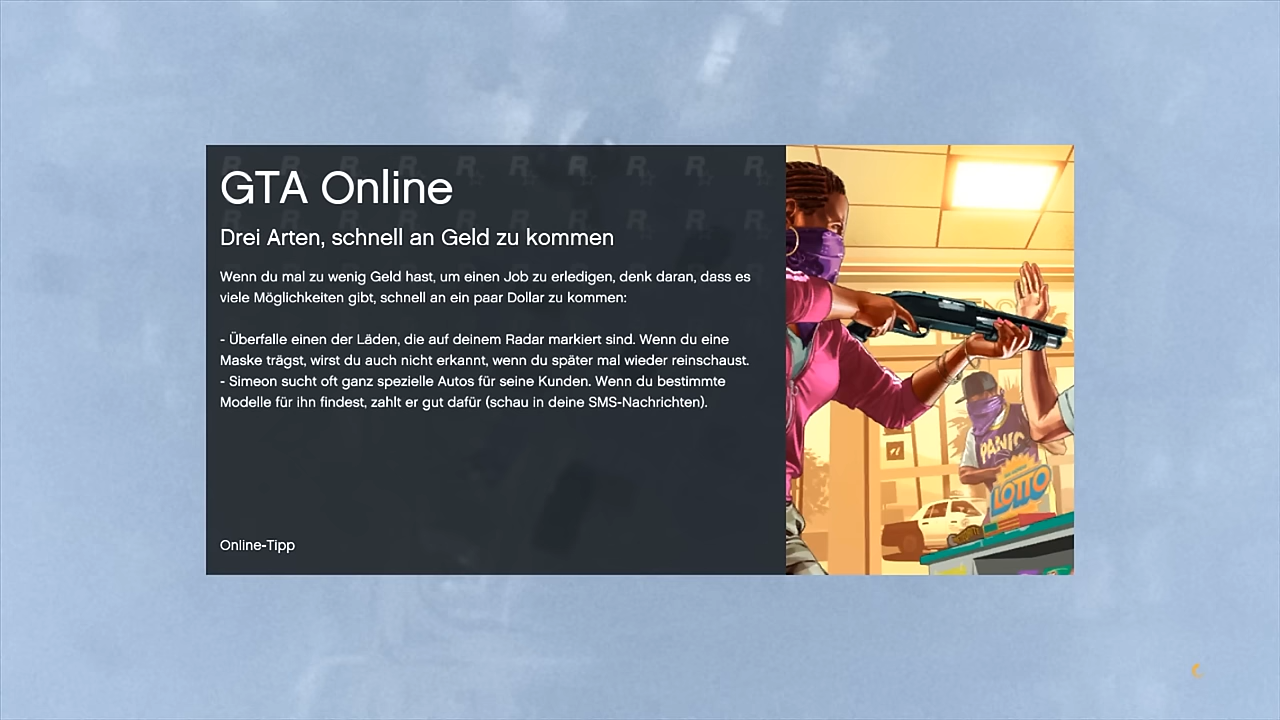 GTA Online
Drei Arten, schnell an Geld zu kommen
Wenn du mal zu wenig Geld hast, um einen Job zu erledigen, denk daran, dass es
viele Möglichkeiten gibt, schnell an ein paar Dollar zu kommen:
- Überfalle einen der Läden, die auf deinem Radar markiert sind. Wenn du eine
Maske trägst, wirst du auch nicht erkannt, wenn du später mal wieder reinschaust.
- Simeon sucht oft ganz spezielle Autos für seine Kunden. Wenn du bestimmte
Modelle für ihn findest, zahlt er gut dafür (schau in deine SMS-Nachrichten).
Online-Tipp
PANIC
LOTTO